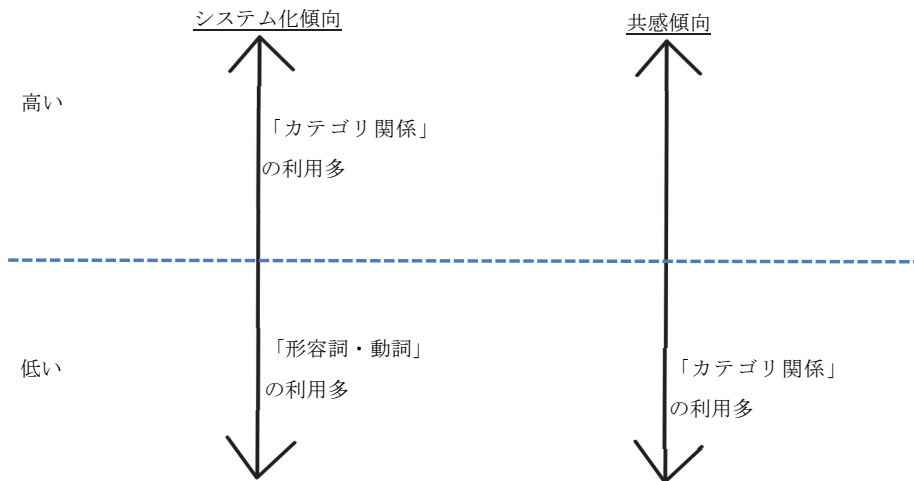 システム化傾向
共感傾向
高い
「カテゴリ関係」
の利用多
低い
「形容詞・動詞」
の利用多
「カテゴリ関係」
の利用多